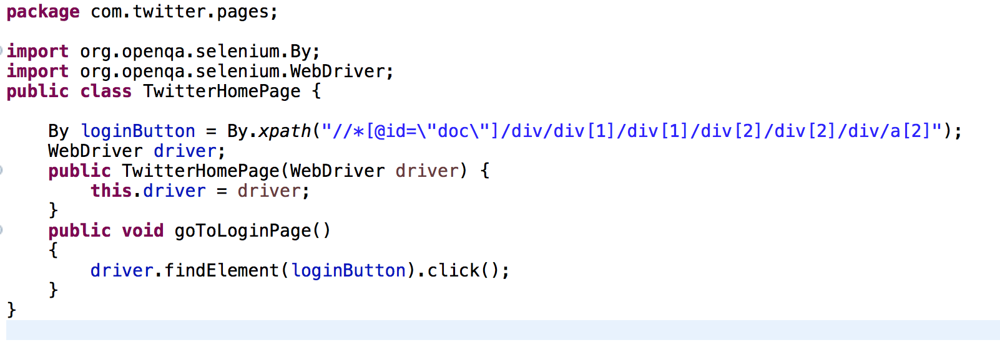 package com.twitter.pages;
import org.openqa.selenium.By;
import org.openqa.selenium.WebDriver;
public class TwitterHomePage {
By loginButton = By.xpath("//*[@id=\"doc\"]/div/div[1]/div[1]/div[2]/div[2]/div/a[2]");
WebDriver driver;
public TwitterHomePage(WebDriver driver) {
this.driver = driver;
}
public void goToLoginPage()
{
driver.findElement(loginButton).click();
}
}